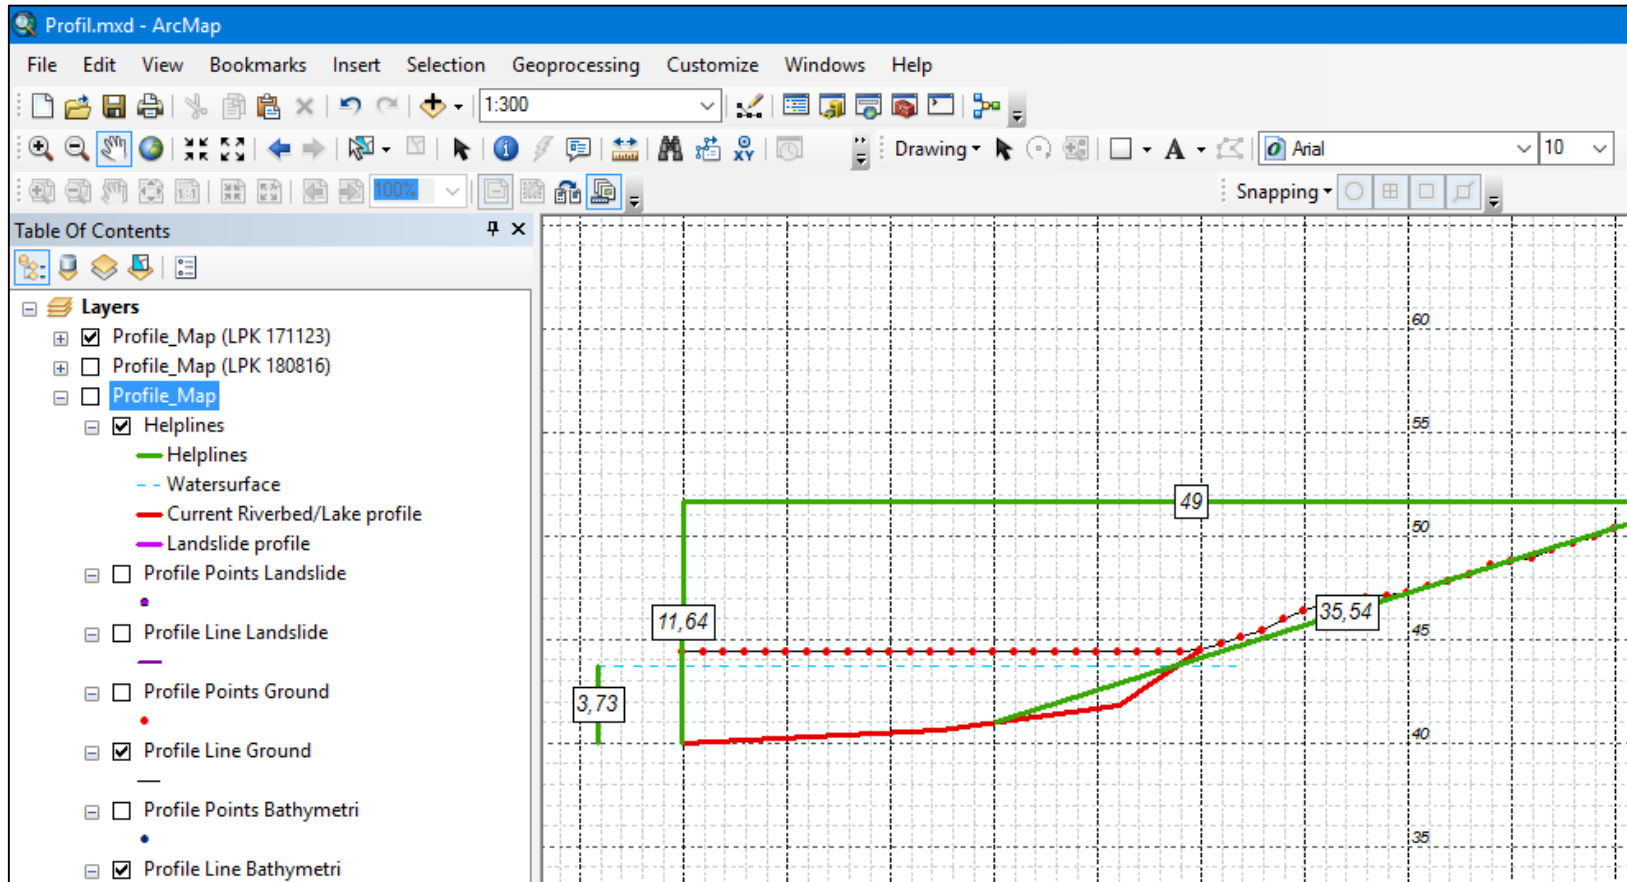 Profil.mxd - ArcMap
File Edit View Bookmarks Insert Selection Geoprocessing Customize Windows Help
1:300
XY
Drawing
A
Arial
10
1:1
100%
Snapping
Table Of Contents
Layers
Profile_Map (LPK 171123)
Profile_Map (LPK 180816)
Profile_Map
Helplines
Helplines
Watersurface
Current Riverbed/Lake profile
Landslide profile
Profile Points Landslide
Profile Line Landslide
Profile Points Ground
Profile Line Ground
Profile Points Bathymetri
Profile Line Bathymetri
60
55
49
50
11,64
35,54
45
3,73
40
35